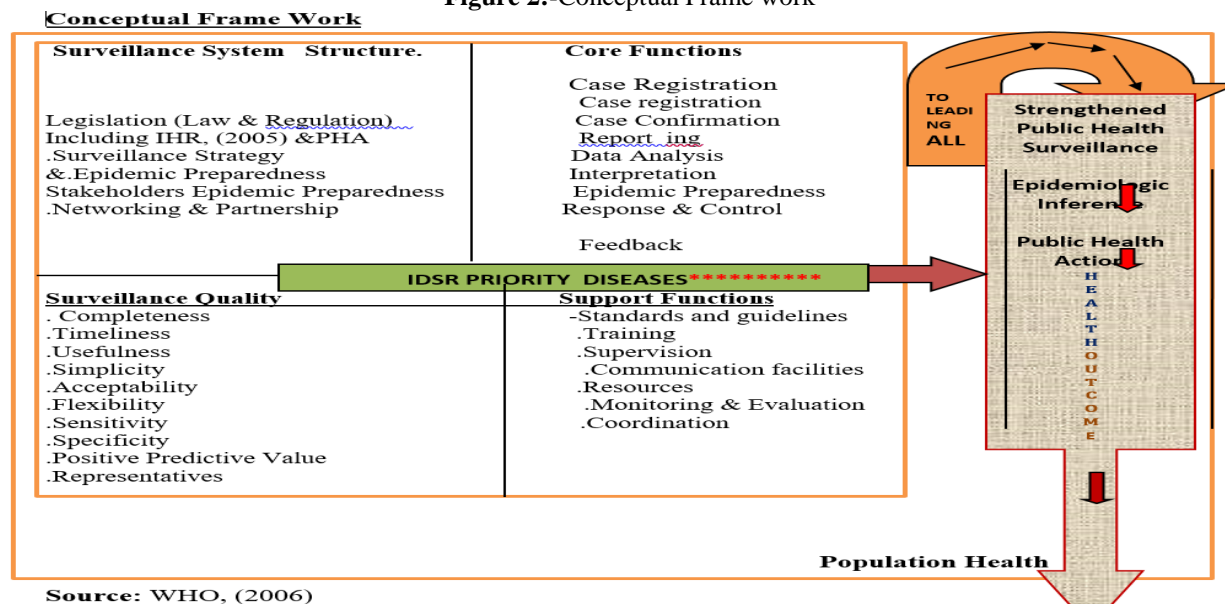 Figure 2.-Conceptual Frame work
Conceptual Frame Work
Surveillance System Structure.
Legislation (Law & Regulation)
Including IHR, (2005) &PHA
.Surveillance Strategy
&.Epidemic Preparedness
Stakeholders Epidemic Preparedness
.Networking & Partnership
Core Functions
Case Registration
Case registration
Case Confirmation
Report ing
Data Analysis
Interpretation
Epidemic Preparedness
Response & Control
Feedback
IDSR PRIORITY DISEASES**********
Surveillance Quality
. Completeness
.Timeliness
.Usefulness
.Simplicity
.Acceptability
.Flexibility
.Sensitivity
.Specificity
.Positive Predictive Value
.Representatives
Support Functions
-Standards and guidelines
.Training
.Supervision
.Communication facilities
.Resources
.Monitoring & Evaluation
.Coordination
TO
LEADI
NG
ALL
Strengthened
Public Health
Surveillance
Epidemiologic
Inference
Public Health
Action
H
E
A
L
T
H
O
U
T
C
O
M
E
Population Health
Source: WHO, (2006)